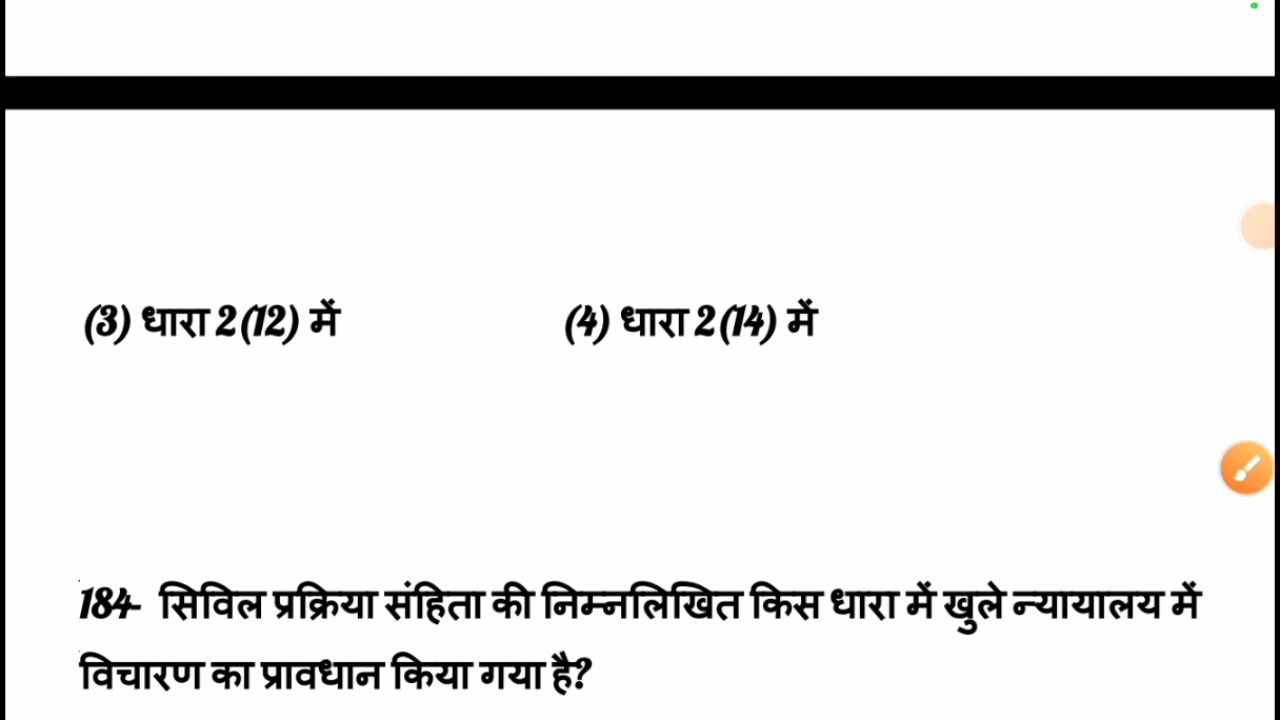 (3) धारा 2(12) में (4) धारा 2(14) में
184- सिविल प्रक्रिया संहिता की निम्नलिखित किस धारा में खुले न्यायालय में
विचारण का प्रावधान किया गया है?